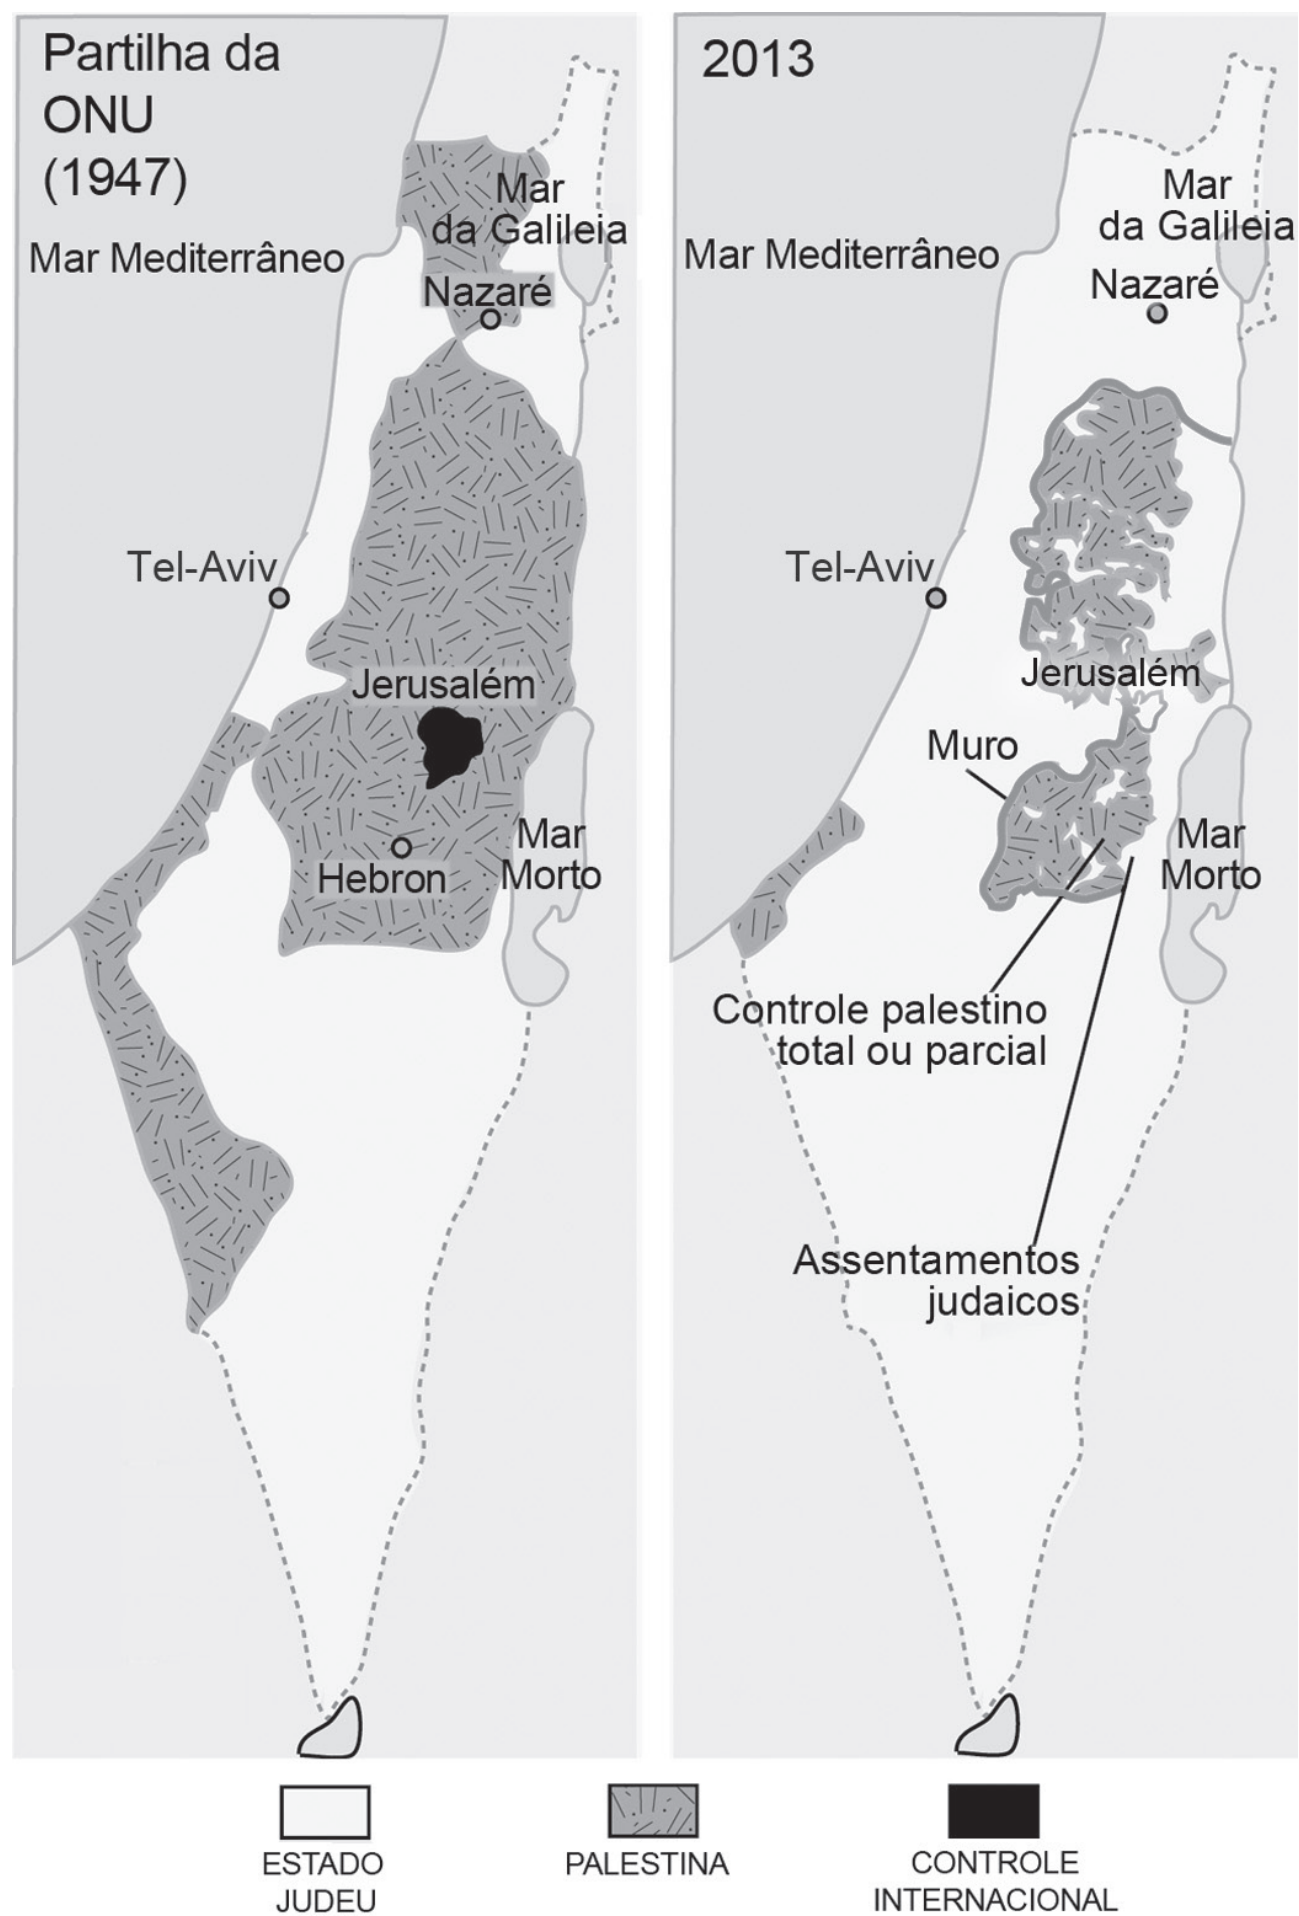 Partilha da
ONU
(1947)
Mar
da Galileia
Mar Mediterrâneo
Nazaré
Tel-Aviv
Jerusalém
Hebron
Mar
Morto
2013
Mar
da Galileia
Mar Mediterrâneo
Nazaré
Tel-Aviv
Jerusalém
Muro
Mar
Morto
Controle palestino
total ou parcial
Assentamentos
judaicos
ESTADO
JUDEU
PALESTINA
CONTROLE
INTERNACIONAL